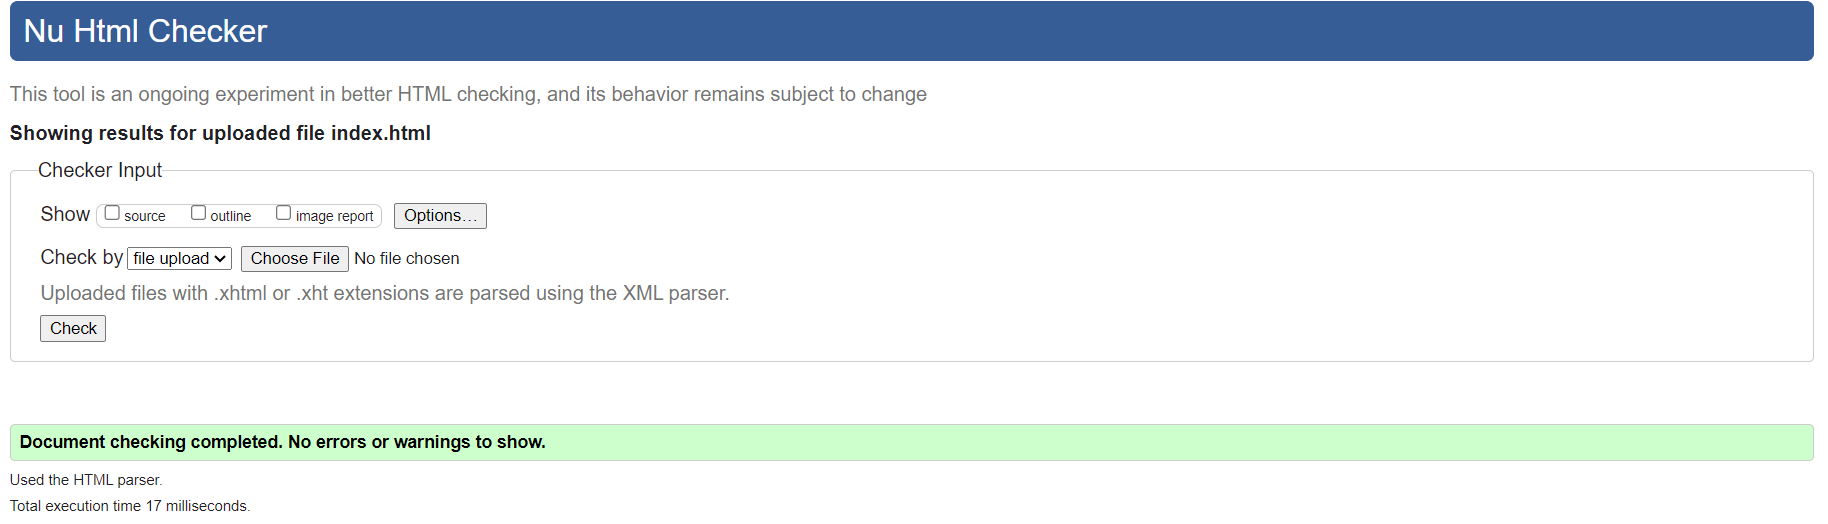 Nu Html Checker
This tool is an ongoing experiment in better HTML checking, and its behavior remains subject to change
Showing results for uploaded file index.html
Checker Input
Show source outline image report Options…
Check by file upload Choose File No file chosen
Uploaded files with .xhtml or .xht extensions are parsed using the XML parser.
Check
Document checking completed. No errors or warnings to show.
Used the HTML parser.
Total execution time 17 milliseconds.